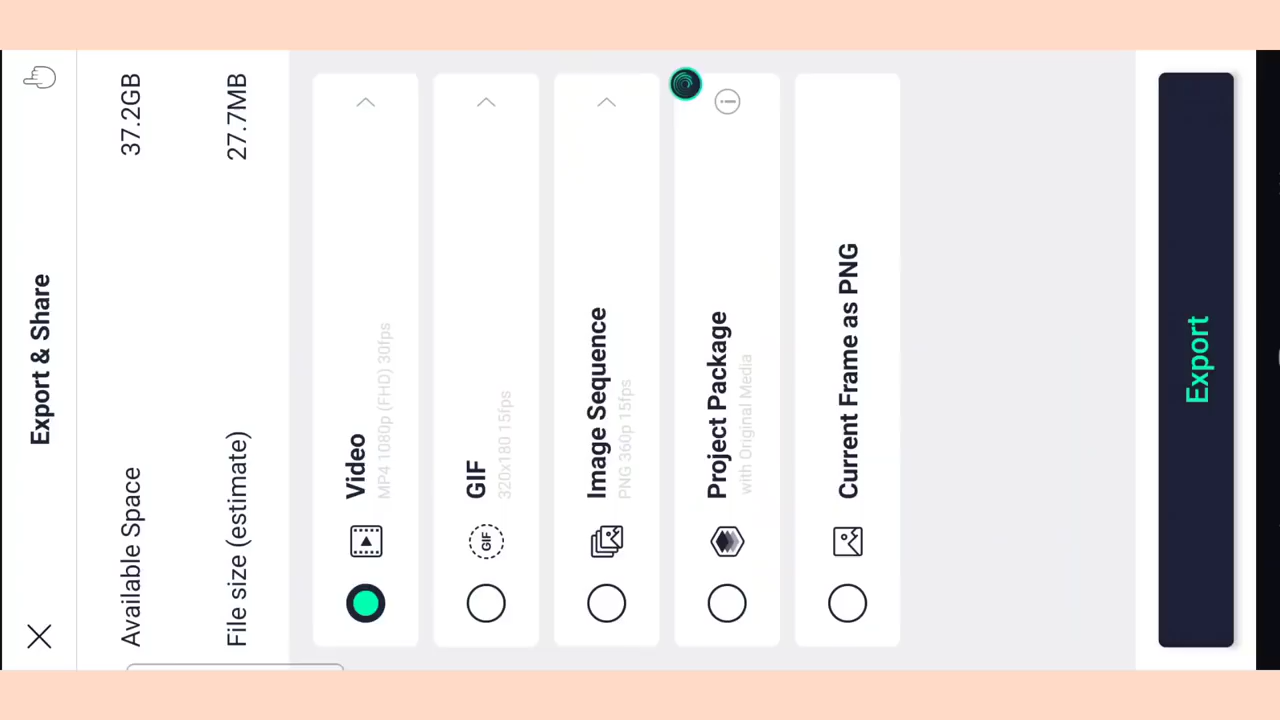 Export & Share
Available Space 37.2GB
File size (estimate) 27.7MB
Video
MP4 1080p (FHD) 30fps
GIF
GIF
320x180 15fps
Image Sequence
PNG 360p 15fps
Project Package
with Original Media
Current Frame as PNG
Export